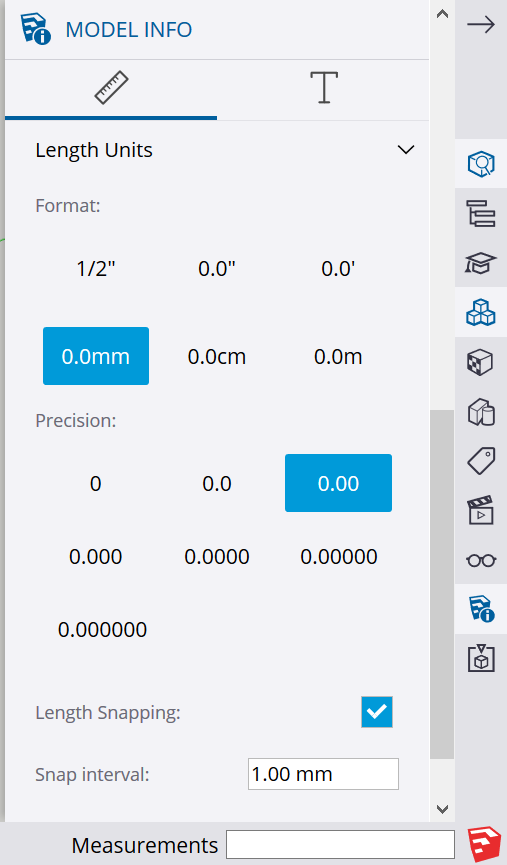 MODEL INFO
T
Length Units
Format:
1/2" 0.0" 0.0'
0.0mm 0.0cm 0.0m
Precision:
0 0.0 0.00
0.000 0.0000 0.00000
0.000000
Length Snapping:
Snap interval: 1.00 mm
Measurements